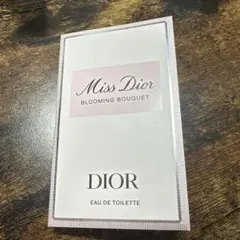 Miss Dior
BLOOMING BOUQUET
DIOR
EAU DE TOILETTE